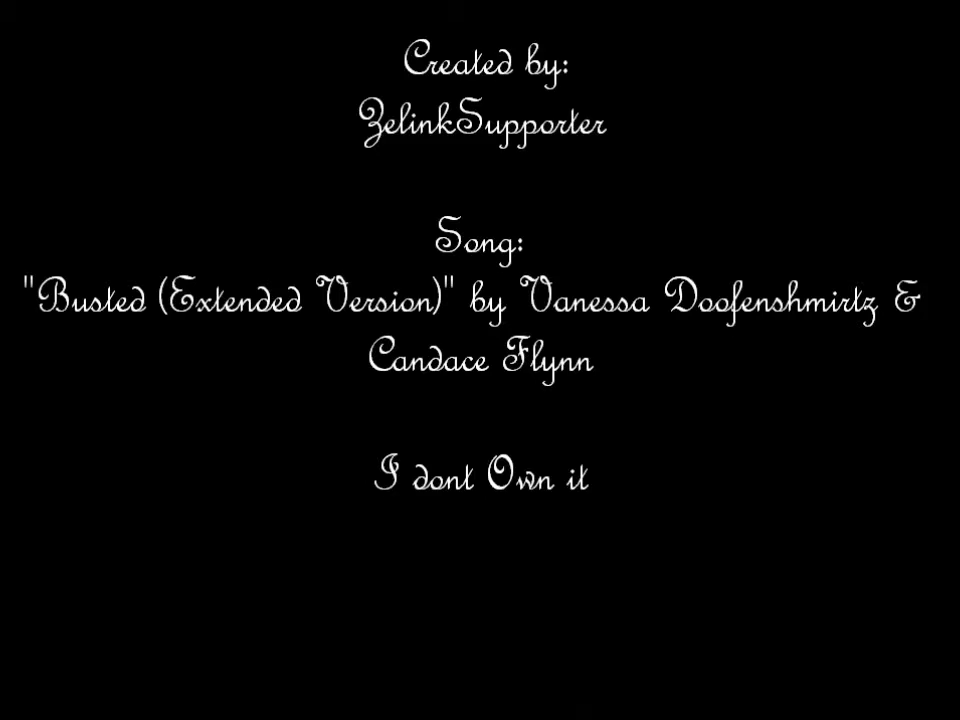 Created by:
ZelinkSupporter
Song:
"Busted (Extended Version)" by Vanessa Doofenshmirtz &
Candace Flynn
I dont Own it